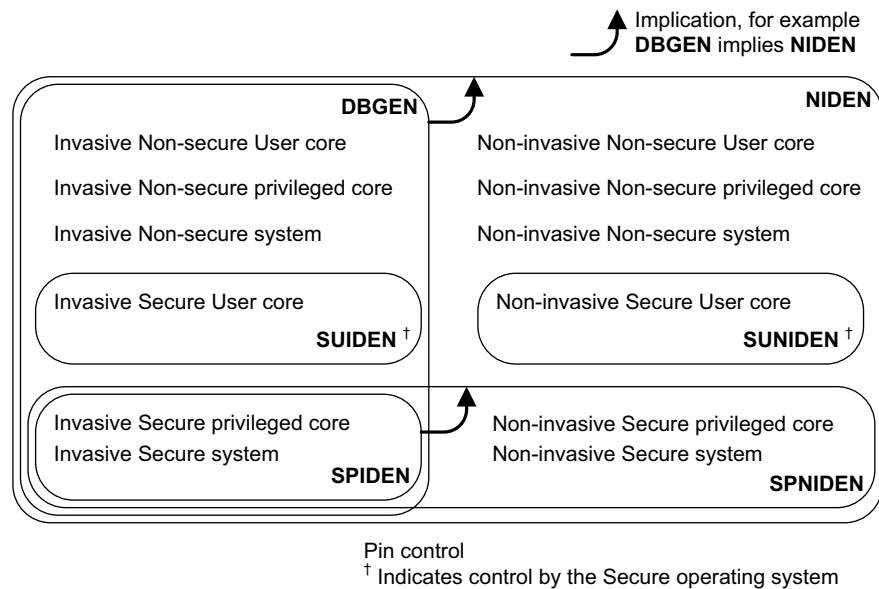 Implication, for example
DBGEN implies NIDEN
DBGEN
NIDEN
Invasive Non-secure User core
Non-invasive Non-secure User core
Invasive Non-secure privileged core
Non-invasive Non-secure privileged core
Invasive Non-secure system
Non-invasive Non-secure system
Invasive Secure User core
SUIDEN †
Non-invasive Secure User core
SUNIDEN †
Invasive Secure privileged core
Invasive Secure system
SPIDEN
Non-invasive Secure privileged core
Non-invasive Secure system
SPNIDEN
Pin control
† Indicates control by the Secure operating system